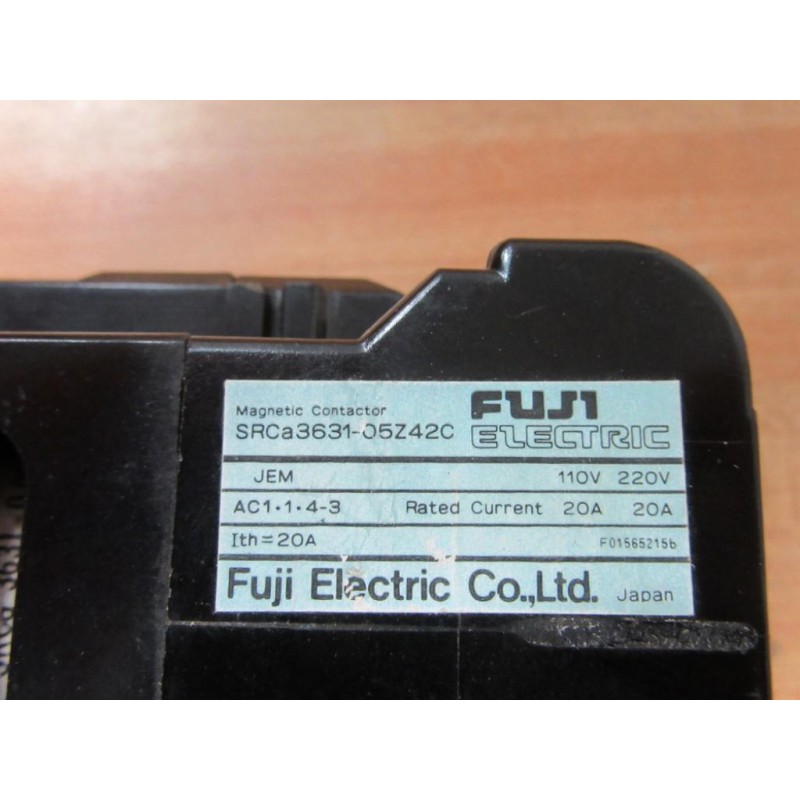 Magnetic Contactor
FUJI ELECTRIC
SRCa3631-05Z42C
JEM 110V 220V
AC1·1·4-3 Rated Current 20A 20A
Ith=20A F01565215b
Fuji Electric Co.,Ltd. Japan